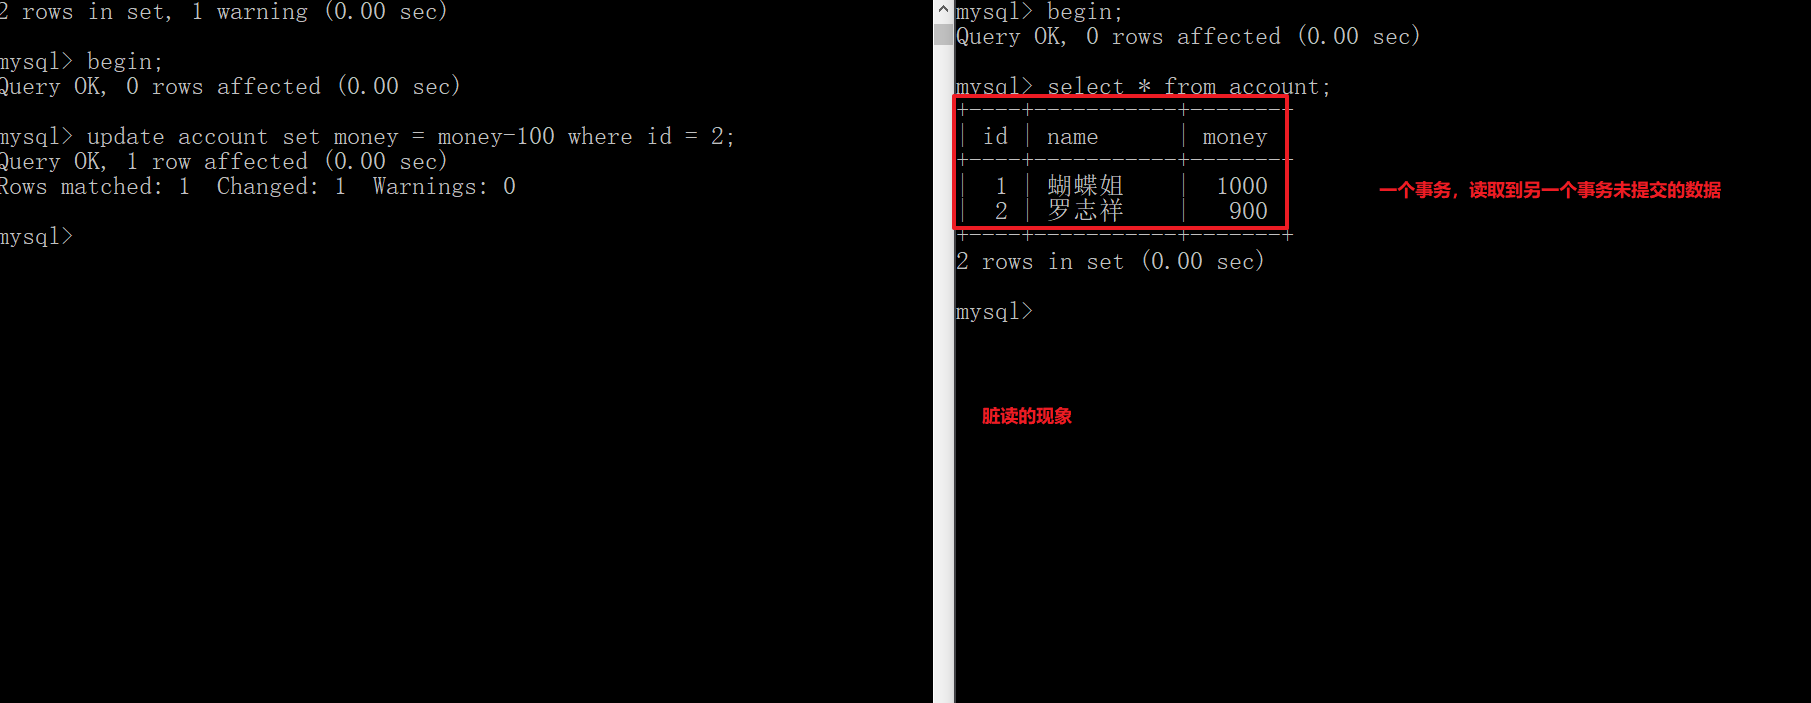 2 rows in set, 1 warning (0.00 sec)
mysql> begin;
Query OK, 0 rows affected (0.00 sec)
mysql> update account set money = money-100 where id = 2;
Query OK, 1 row affected (0.00 sec)
Rows matched: 1  Changed: 1  Warnings: 0
mysql>
mysql> begin;
Query OK, 0 rows affected (0.00 sec)
mysql> select * from account;
+----+-----------+-------+
| id | name      | money |
+----+-----------+-------+
|  1 | 蝴蝶姐    |  1000 |
|  2 | 罗志祥    |   900 |
+----+-----------+-------+
2 rows in set (0.00 sec)
mysql>
一个事务，读取到另一个事务未提交的数据
脏读的现象